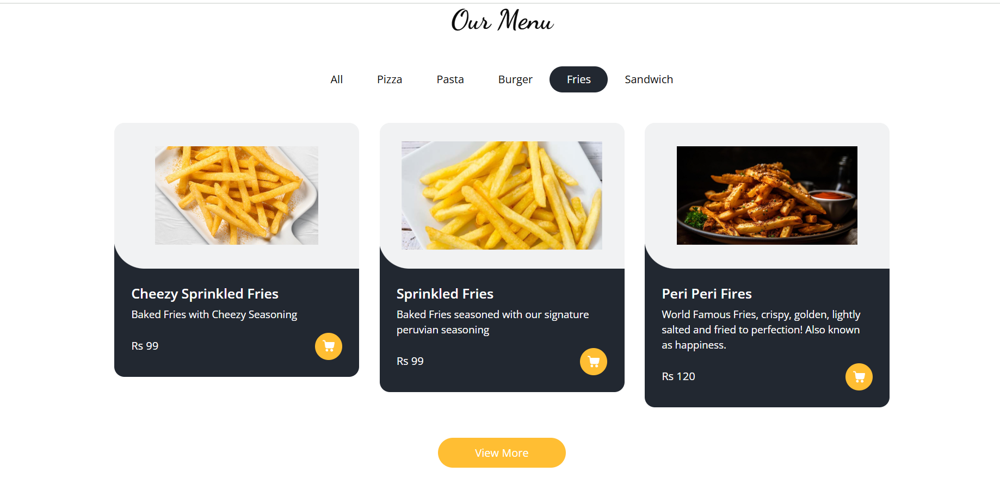 Our Menu
All
Pizza
Pasta
Burger
Fries
Sandwich
Cheezy Sprinkled Fries
Baked Fries with Cheezy Seasoning
Rs 99
Sprinkled Fries
Baked Fries seasoned with our signature
peruvian seasoning
Rs 99
Peri Peri Fires
World Famous Fries, crispy, golden, lightly
salted and fried to perfection! Also known
as happiness.
Rs 120
View More